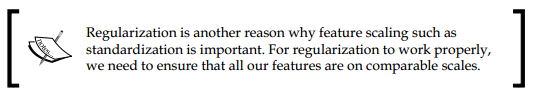 Regularization is another reason why feature scaling such as
standardization is important. For regularization to work properly,
we need to ensure that all our features are on comparable scales.